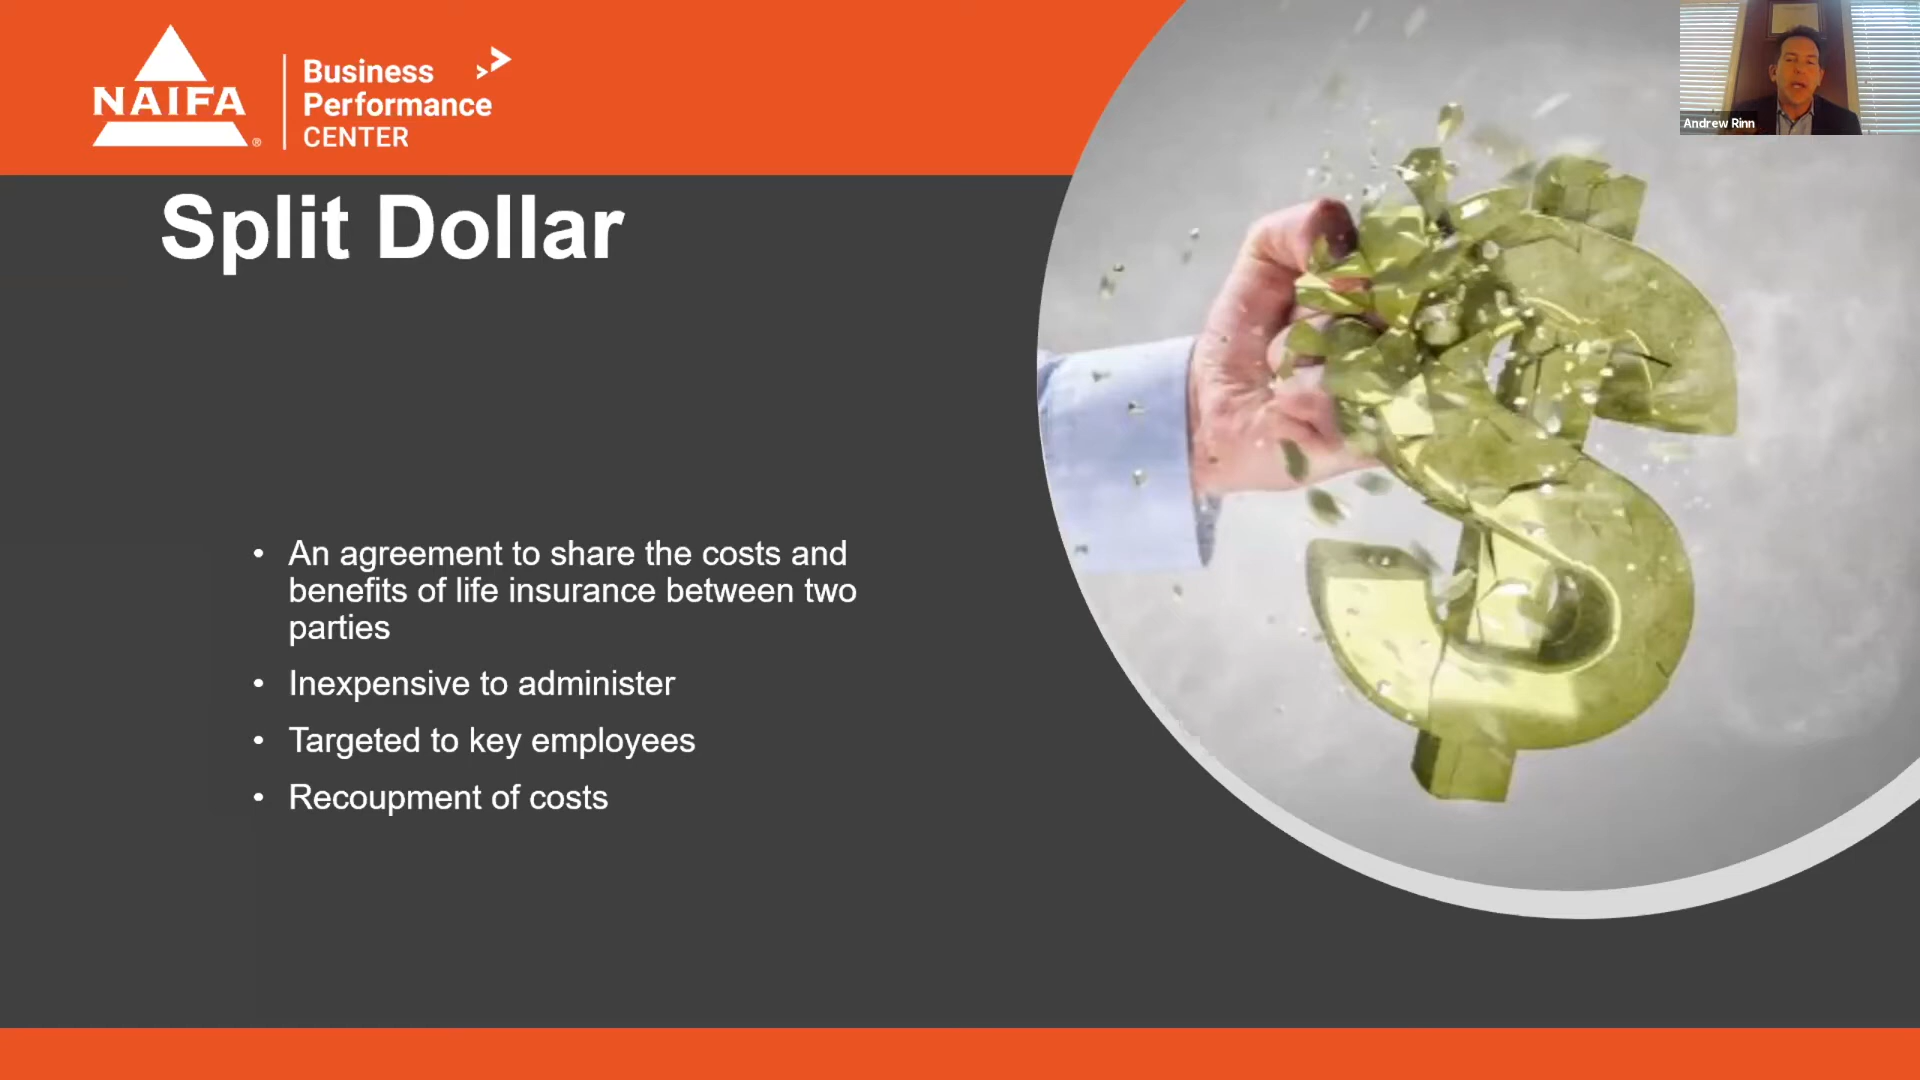 NAIFA
®
Business
Performance
CENTER
Andrew Rinn
Split Dollar
• An agreement to share the costs and
benefits of life insurance between two
parties
• Inexpensive to administer
• Targeted to key employees
• Recoupment of costs